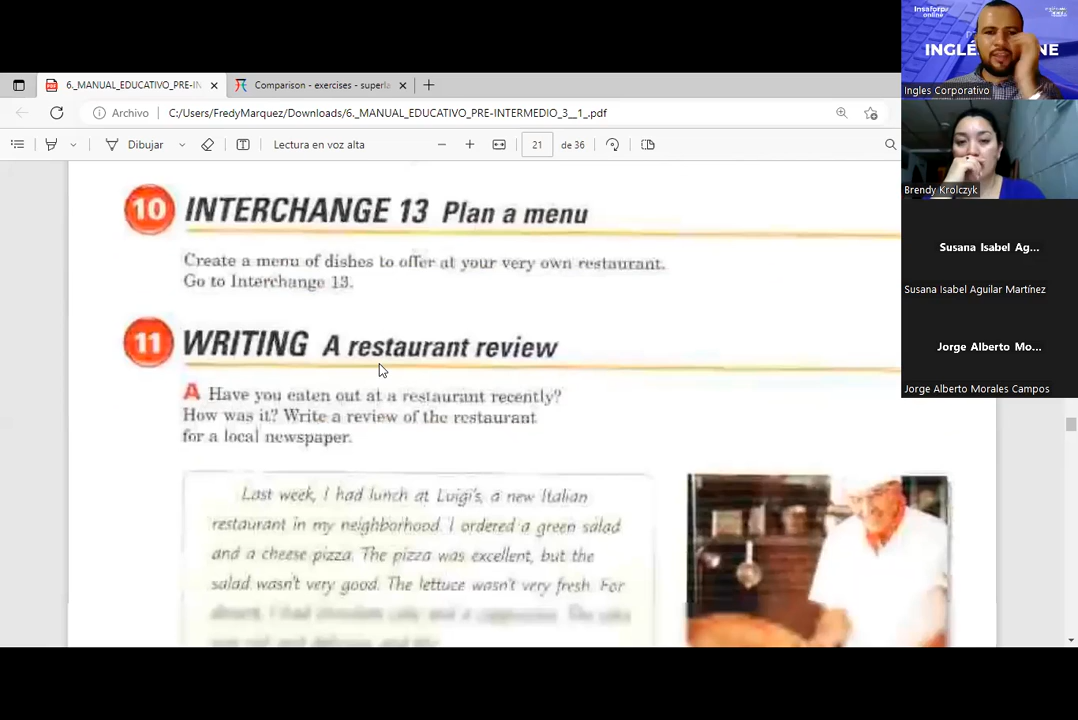 6._MANUAL_EDUCATIVO_PRE-IN
Comparison - exercises - superla
Archivo
C:/Users/FredyMarquez/Downloads/6._MANUAL_EDUCATIVO_PRE-INTERMEDIO_3__1_.pdf
Dibujar
Lectura en voz alta
21
de 36
10 INTERCHANGE 13 Plan a menu
Create a menu of dishes to offer at your very own restaurant.
Go to Interchange 13.
11 WRITING A restaurant review
A Have you eaten out at a restaurant recently?
How was it? Write a review of the restaurant
for a local newspaper.
Last week, I had lunch at Luigi's, a new Italian
restaurant in my neighborhood. I ordered a green salad
and a cheese pizza. The pizza was excellent, but the
salad wasn't very good. The lettuce wasn't very fresh. For
Insaforp
online
INGLÉS
NE
Ingles Corporativo
Brendy Krolczyk
Susana Isabel Ag...
Susana Isabel Aguilar Martínez
Jorge Alberto Mo...
Jorge Alberto Morales Campos